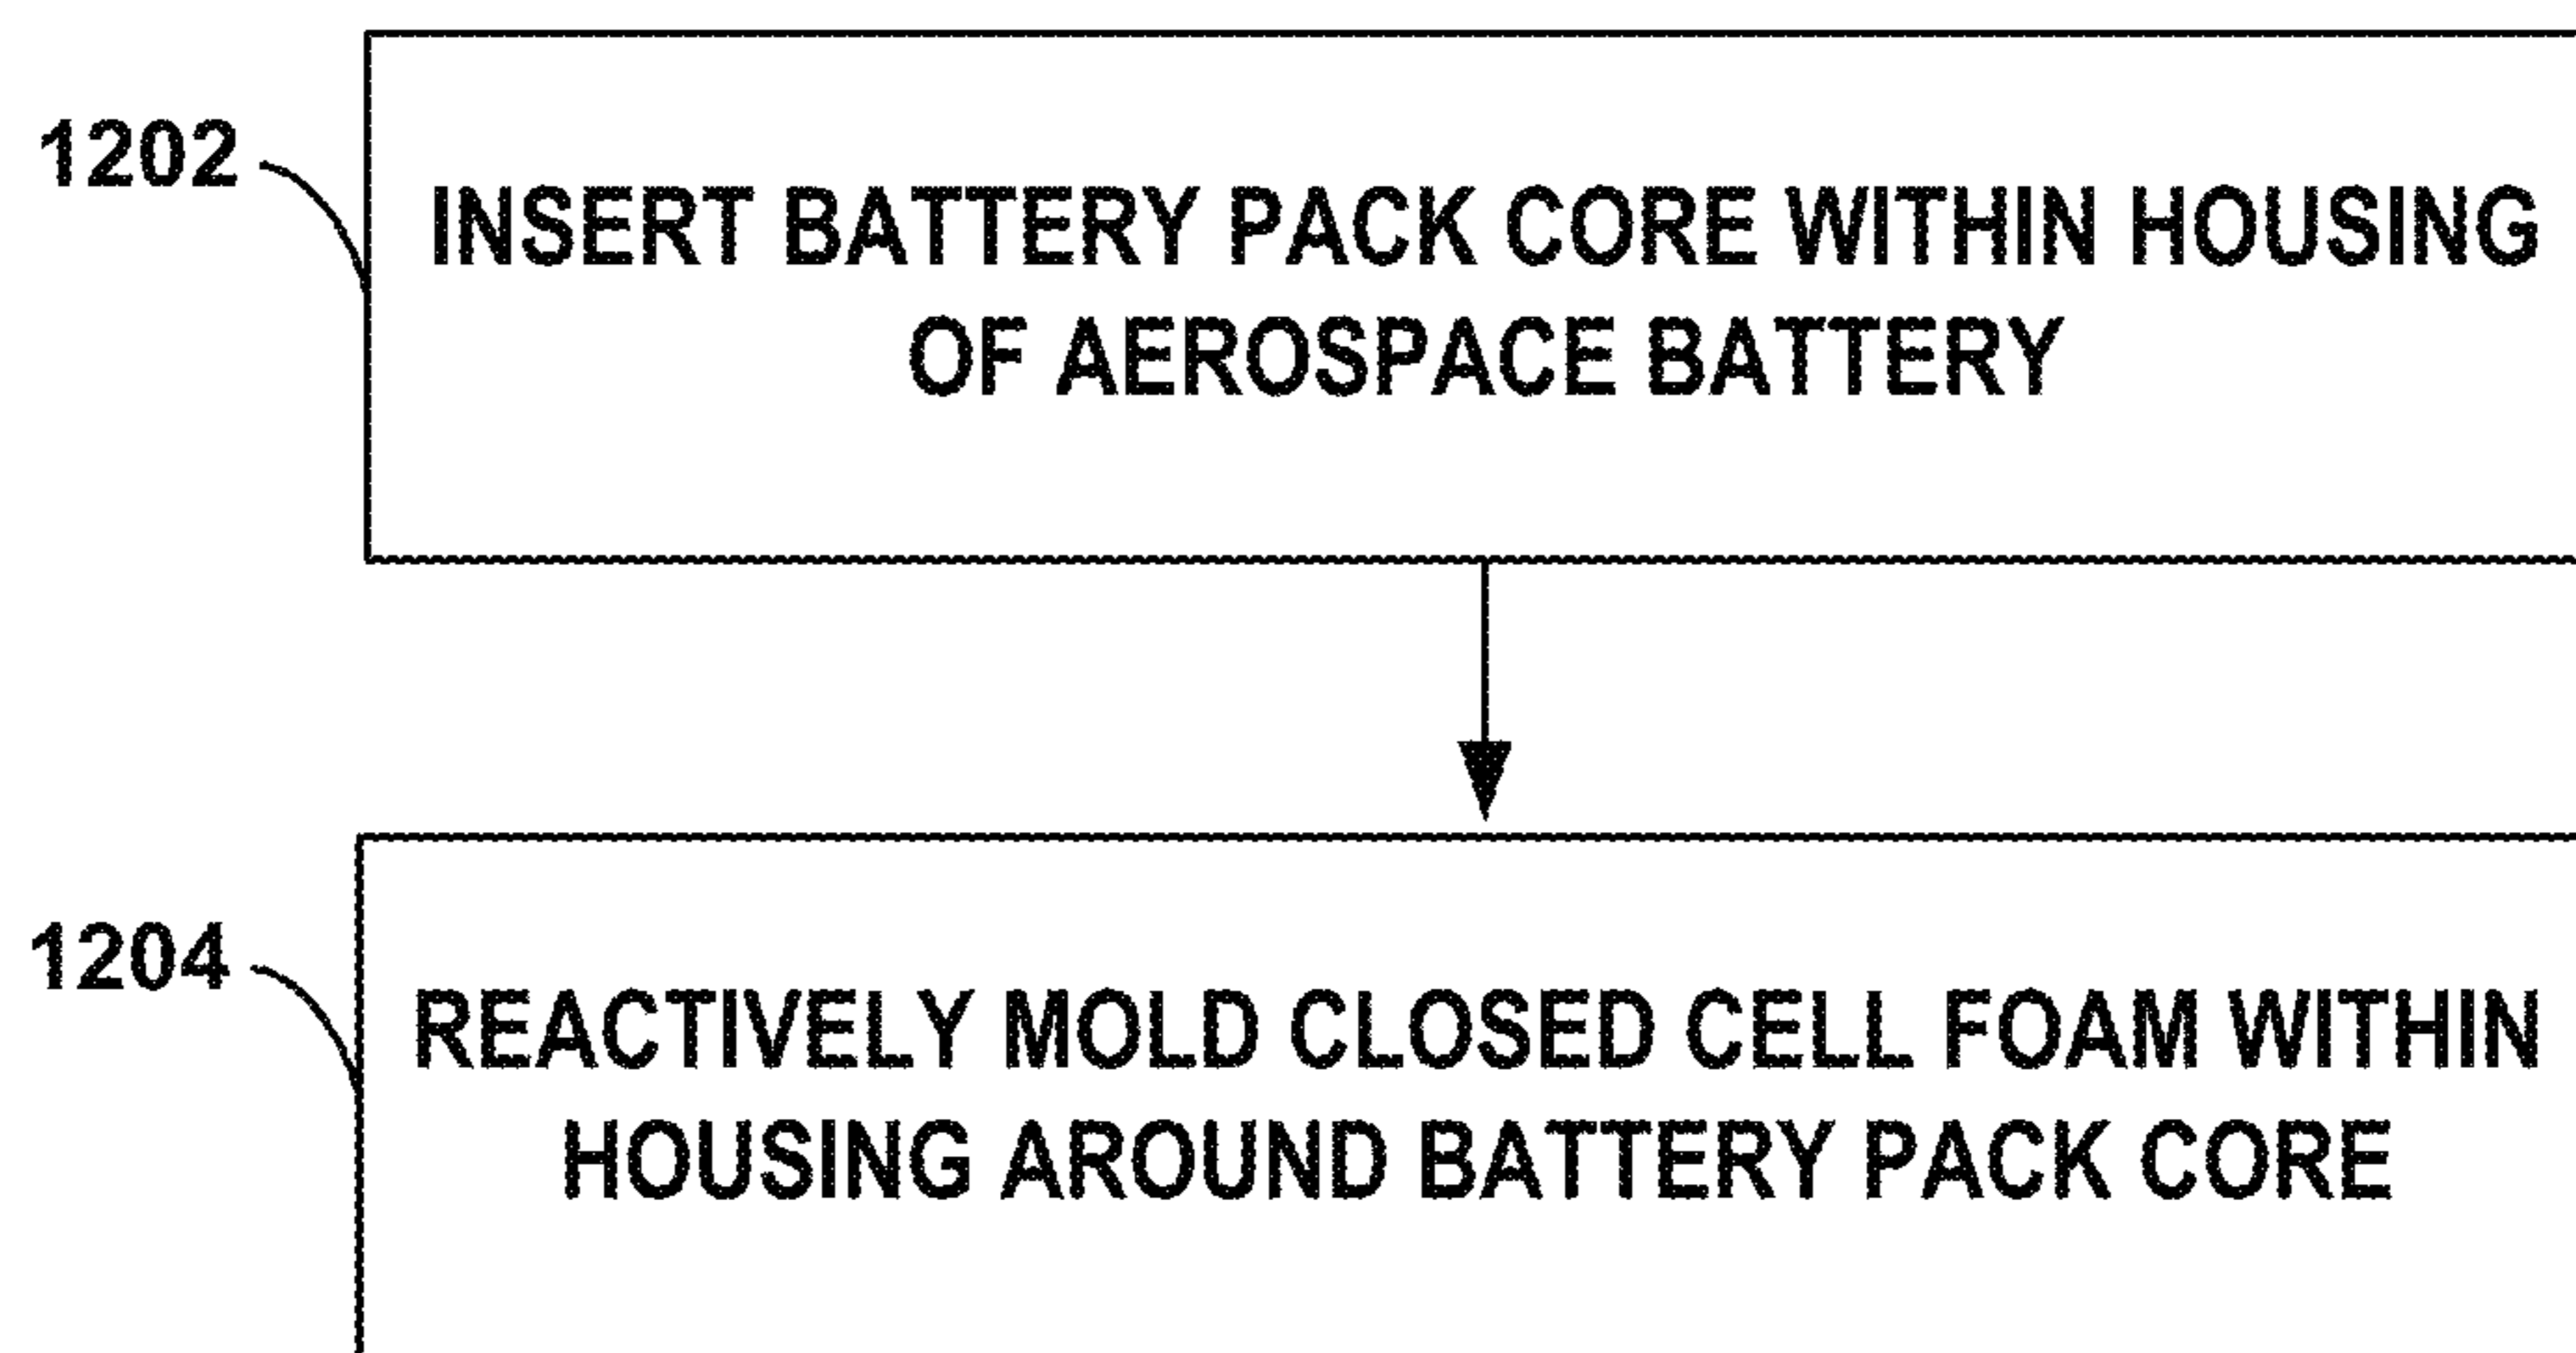 1202
INSERT BATTERY PACK CORE WITHIN HOUSING
OF AEROSPACE BATTERY
1204
REACTIVELY MOLD CLOSED CELL FOAM WITHIN
HOUSING AROUND BATTERY PACK CORE